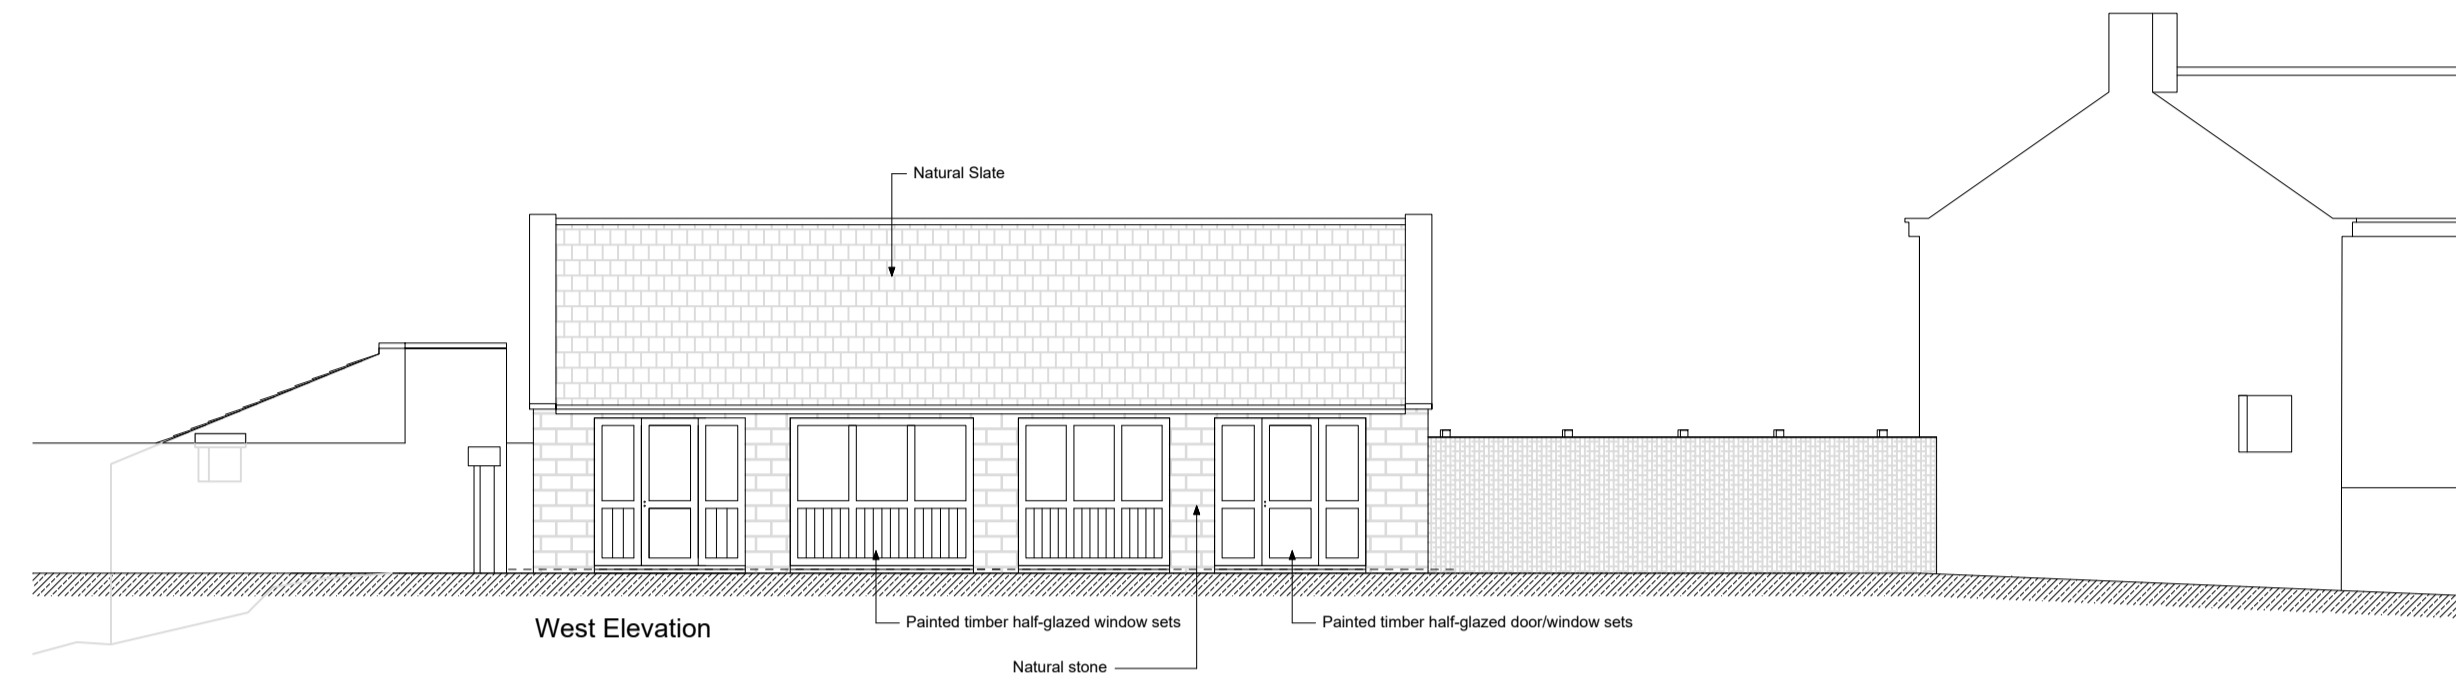 Natural Slate
Painted timber half-glazed window sets
Painted timber half-glazed door/window sets
West Elevation
Natural stone